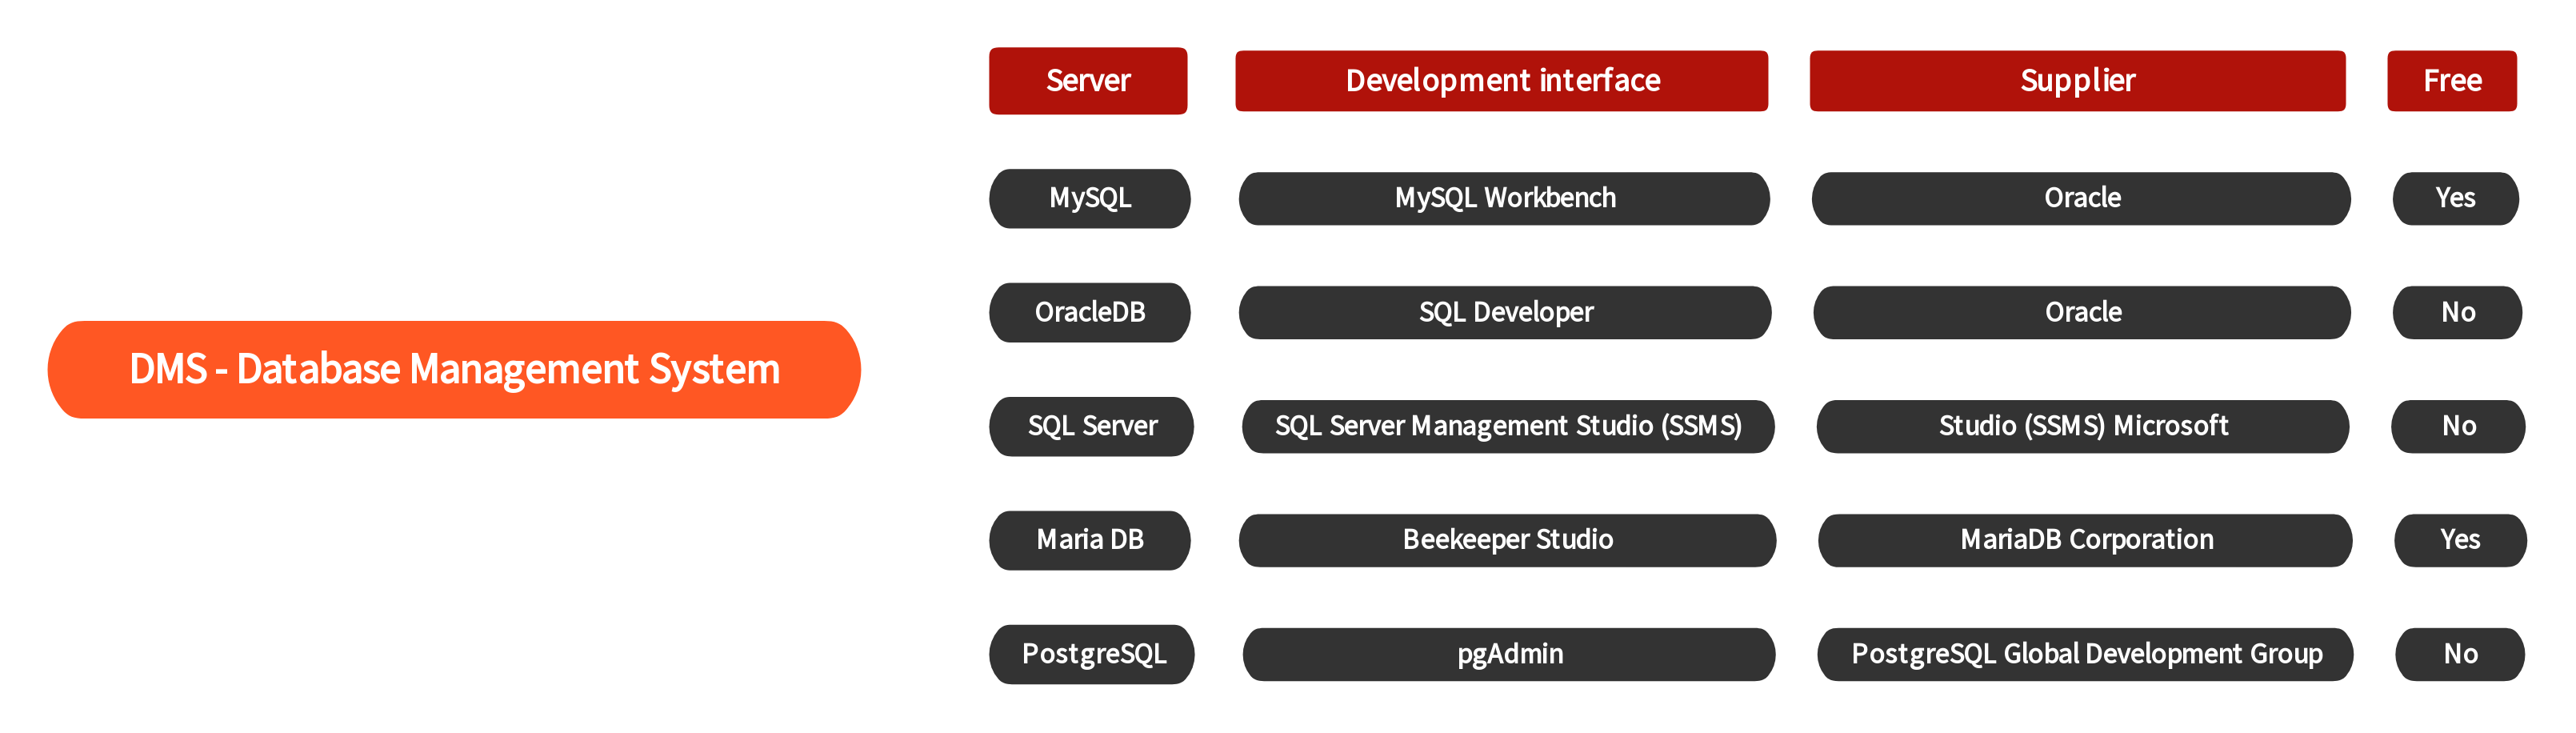 DMS - Database Management System
Server Development interface Supplier Free
MySQL MySQL Workbench Oracle Yes
OracleDB SQL Developer Oracle No
SQL Server SQL Server Management Studio (SSMS) Studio (SSMS) Microsoft No
Maria DB Beekeeper Studio MariaDB Corporation Yes
PostgreSQL pgAdmin PostgreSQL Global Development Group No